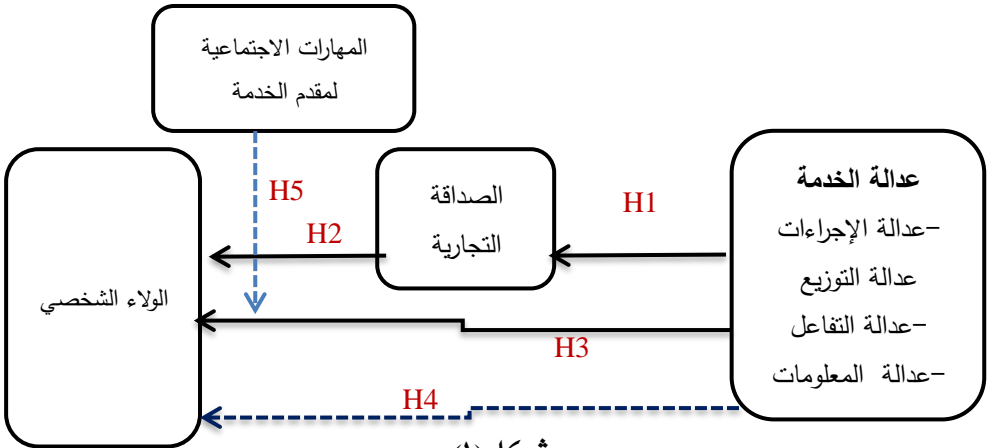 المهارات الاجتماعية
لمقدم الخدمة
عدالة الخدمة
-عدالة الإجراءات
عدالة التوزيع
-عدالة التفاعل
-عدالة المعلومات
H1
الصداقة
التجارية
H5
H2
الولاء الشخصي
H3
H4